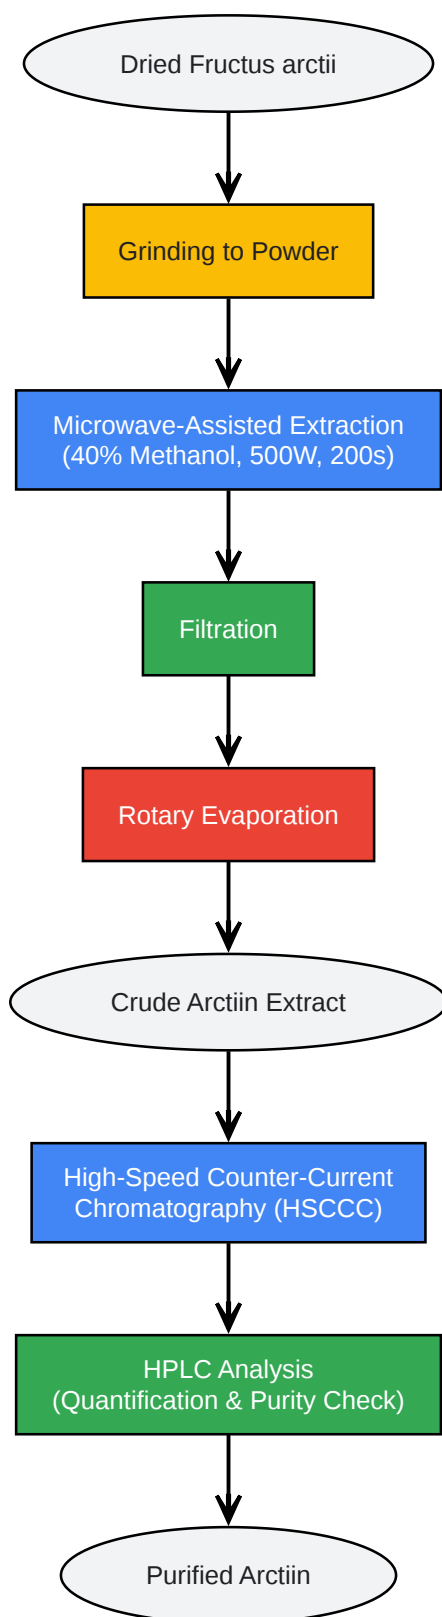 Dried Fructus arctii
Grinding to Powder
Microwave-Assisted Extraction
(40% Methanol, 500W, 200s)
Filtration
Rotary Evaporation
Crude Arctiin Extract
High-Speed Counter-Current
Chromatography (HSCCC)
HPLC Analysis
(Quantification & Purity Check)
Purified Arctiin